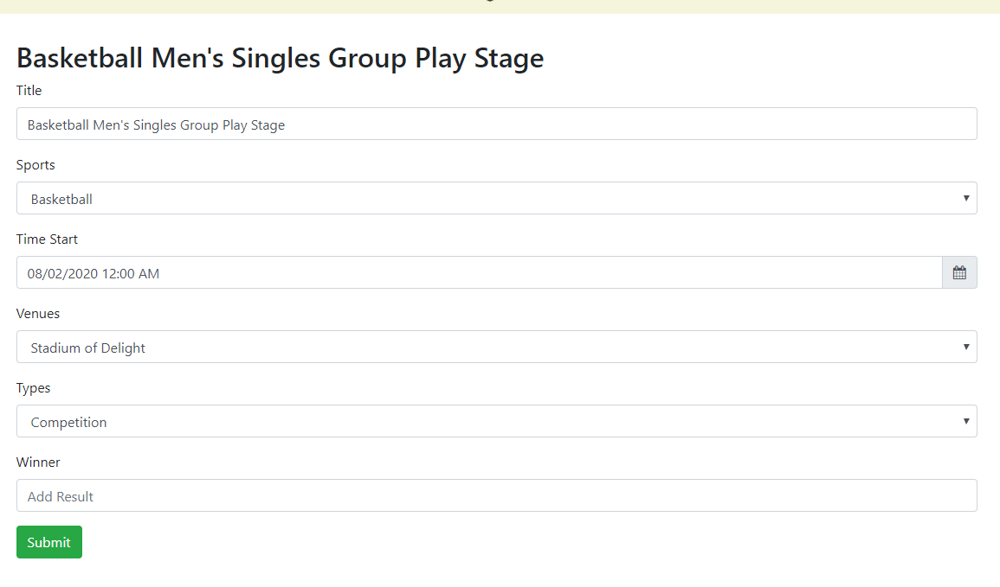 Basketball Men's Singles Group Play Stage
Title
Basketball Men's Singles Group Play Stage
Sports
Basketball
Time Start
08/02/2020 12:00 AM
Venues
Stadium of Delight
Types
Competition
Winner
Add Result
Submit